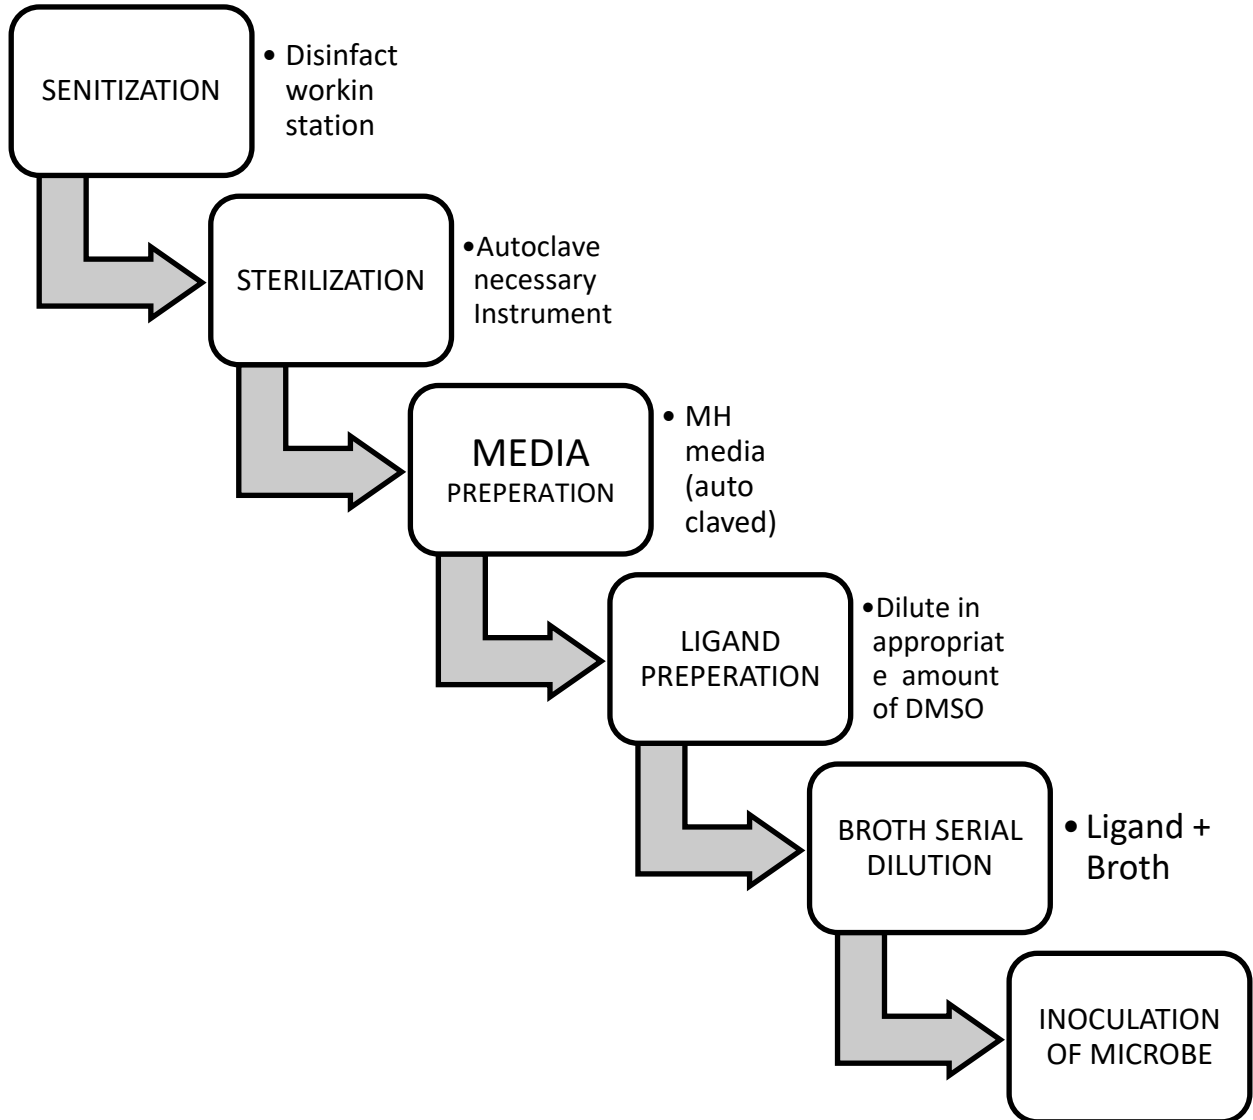 SENITIZATION
• Disinfact
workin
station
STERILIZATION
•Autoclave
necessary
Instrument
MEDIA
PREPERATION
• MH
media
(auto
claved)
LIGAND
PREPERATION
•Dilute in
appropriat
e amount
of DMSO
BROTH SERIAL
DILUTION
• Ligand +
Broth
INOCULATION
OF MICROBE